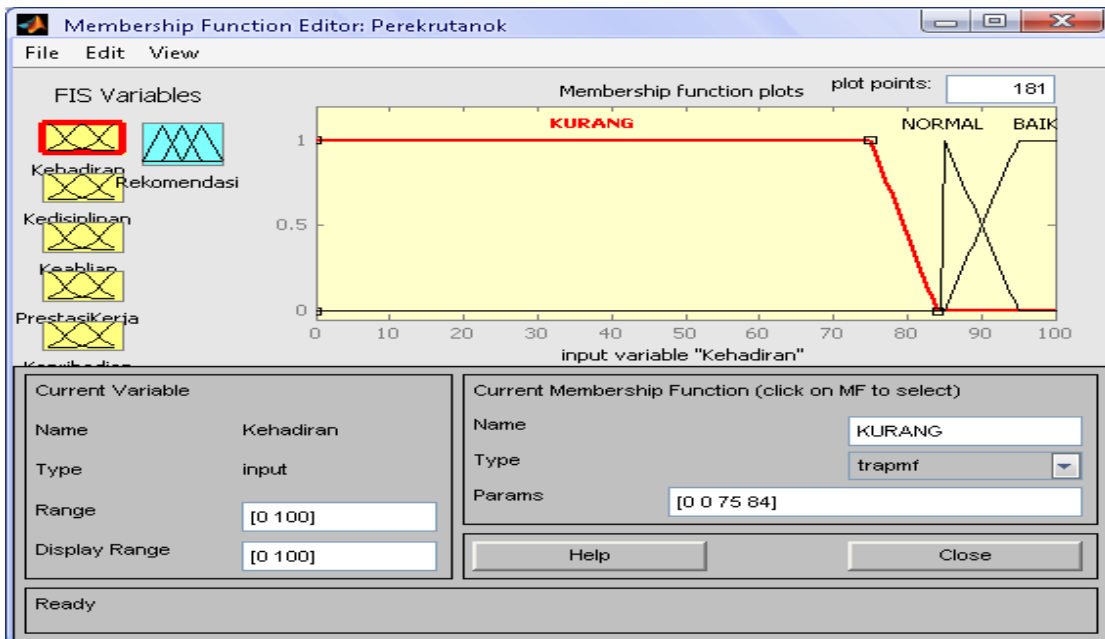 Membership Function Editor: Perekrutanok
File Edit View
FIS Variables
Membership function plots
plot points: 181
KURANG
NORMAL
BAIK
1
0.5
0
0 10 20 30 40 50 60 70 80 90 100
input variable "Kehadiran"
Kehadiran
Rekomendasi
Kedisiplinan
Keahlian
PrestasiKerja
Current Variable
Name Kehadiran
Type input
Range [0 100]
Display Range [0 100]
Current Membership Function (click on MF to select)
Name KURANG
Type trapmf
Params [0 0 75 84]
Help Close
Ready